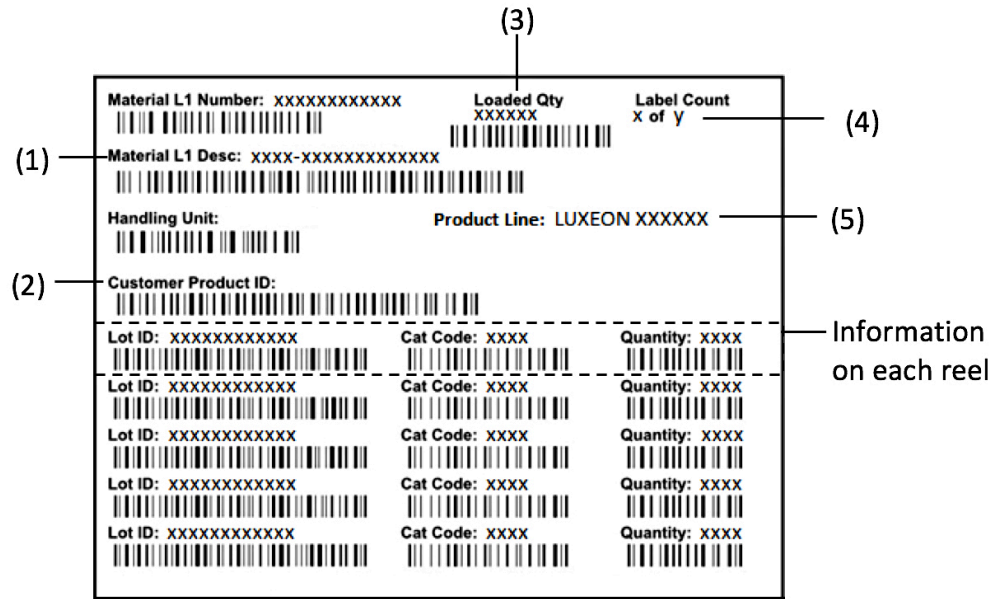 (3)
Material L1 Number: XXXXXXXXXXXX
Loaded Qty
XXXXXX
Label Count
x of y
(4)
(1)
Material L1 Desc: XXXX-XXXXXXXXXXXXX
Handling Unit:
Product Line: LUXEON XXXXXX
(5)
(2)
Customer Product ID:
Lot ID: XXXXXXXXXXXX Cat Code: XXXX Quantity: XXXX
Information
on each reel
Lot ID: XXXXXXXXXXXX Cat Code: XXXX Quantity: XXXX
Lot ID: XXXXXXXXXXXX Cat Code: XXXX Quantity: XXXX
Lot ID: XXXXXXXXXXXX Cat Code: XXXX Quantity: XXXX
Lot ID: XXXXXXXXXXXX Cat Code: XXXX Quantity: XXXX